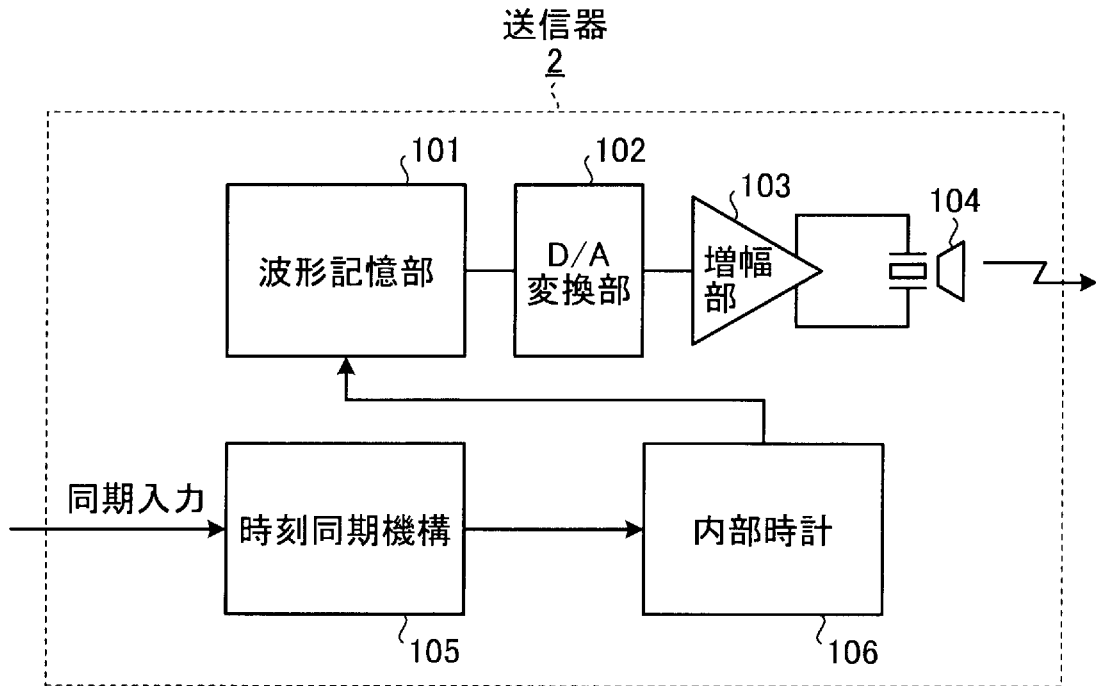 送信器
2
101
102
103
104
波形記憶部
D/A
変換部
増幅
部
同期入力
時刻同期機構
内部時計
105
106